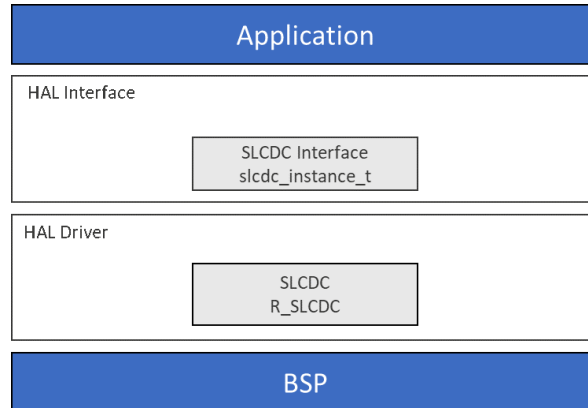 Application
HAL Interface
SLCDC Interface
slcdc_instance_t
HAL Driver
SLCDC
R_SLCDC
BSP